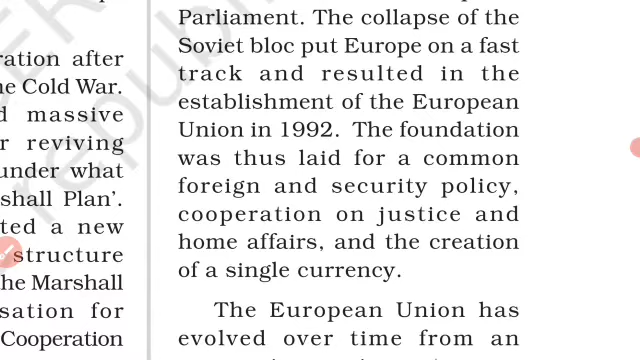 ration after
ne Cold War.
d massive
r reviving
under what
shall Plan'.
ted a new
structure
the Marshall
sation for
Cooperation
Parliament. The collapse of the
Soviet bloc put Europe on a fast
track and resulted in the
establishment of the European
Union in 1992. The foundation
was thus laid for a common
foreign and security policy,
cooperation on justice and
home affairs, and the creation
of a single currency.
The European Union has
evolved over time from an